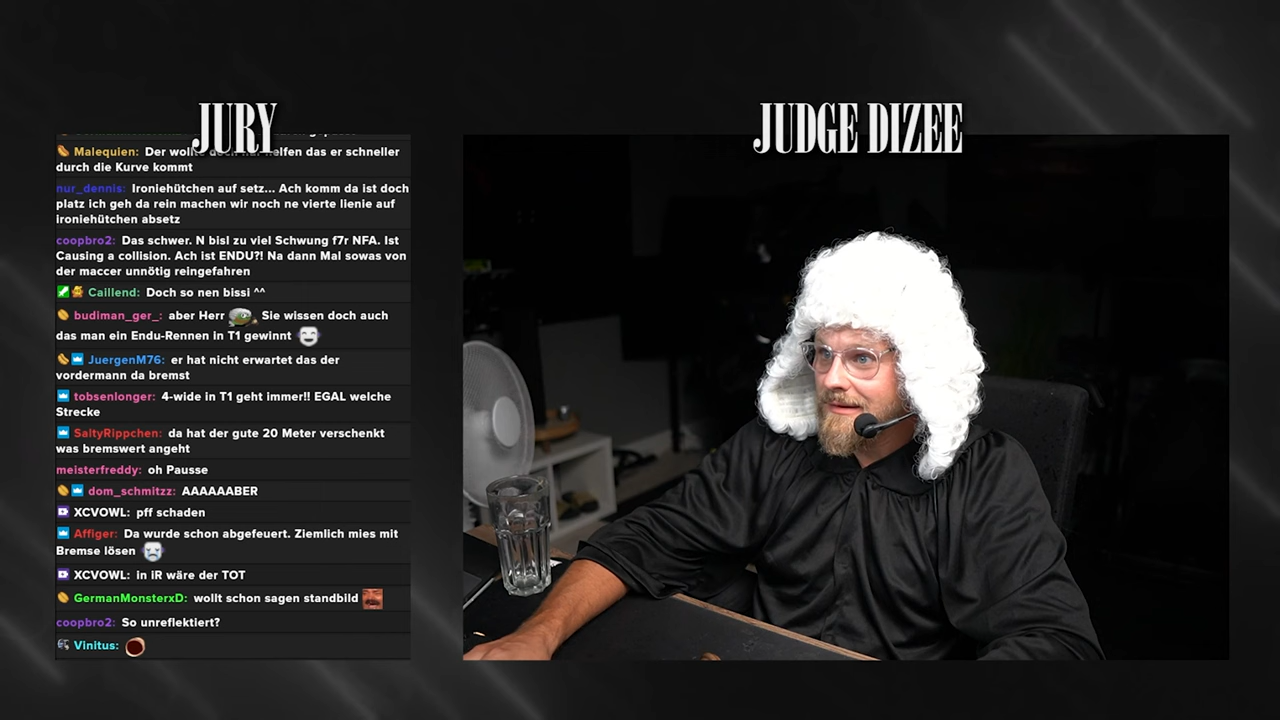 JURY
JUDGE DIZEE
Malequien: Der wollte doch nur helfen das er schneller
durch die Kurve kommt
nur_dennis: Ironiehütchen auf setz... Ach komm da ist doch
platz ich geh da rein machen wir noch ne vierte lienie auf
ironiehütchen absetz
coopbro2: Das schwer. N bisl zu viel Schwung f7r NFA. Ist
Causing a collision. Ach ist ENDU?! Na dann Mal sowas von
der maccer unnötig reingefahren
Caillend: Doch so nen bissi ^^
budiman_ger_: aber Herr Sie wissen doch auch
das man ein Endu-Rennen in T1 gewinnt
JuergenM76: er hat nicht erwartet das der
vordermann da bremst
tobsenlonger: 4-wide in T1 geht immer!! EGAL welche
Strecke
SaltyRippchen: da hat der gute 20 Meter verschenkt
was bremswert angeht
meisterfreddy: oh Pausse
dom_schmitzz: AAAAAABER
XCVOWL: pff schaden
Affiger: Da wurde schon abgefeuert. Ziemlich mies mit
Bremse lösen
XCVOWL: in iR wäre der TOT
GermanMonsterxD: wollt schon sagen standbild
coopbro2: So unreflektiert?
Vinitus: